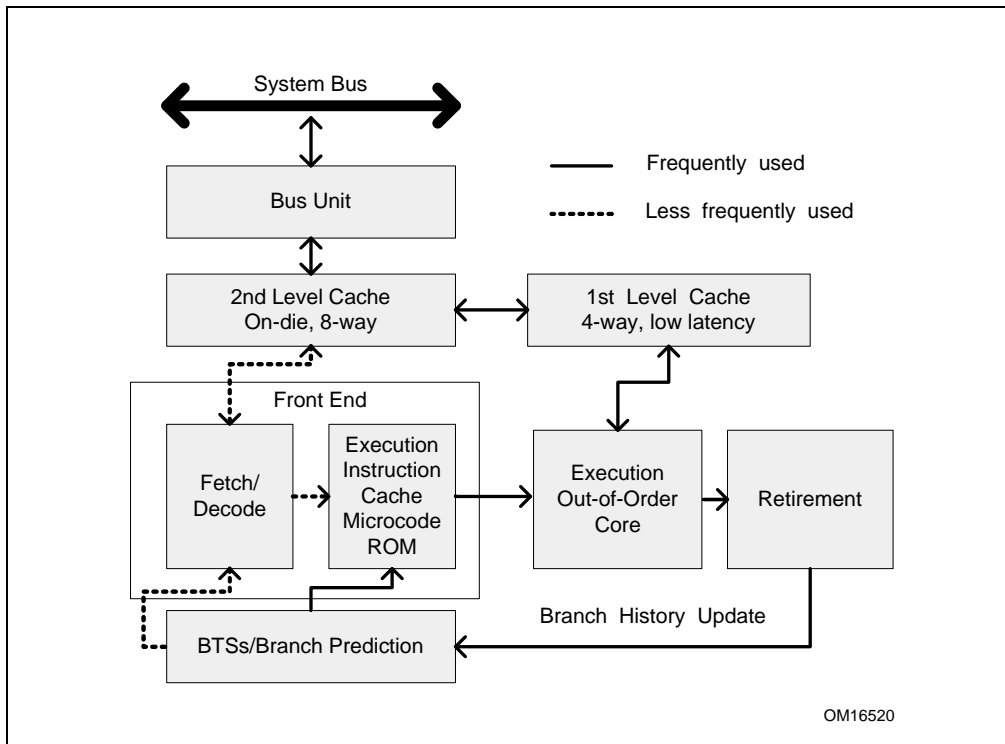 System Bus
Frequently used
Bus Unit
Less frequently used
2nd Level Cache
On-die, 8-way
1st Level Cache
4-way, low latency
Front End
Fetch/
Decode
Execution
Instruction
Cache
Microcode
ROM
Execution
Out-of-Order
Core
Retirement
Branch History Update
BTSs/Branch Prediction
OM16520